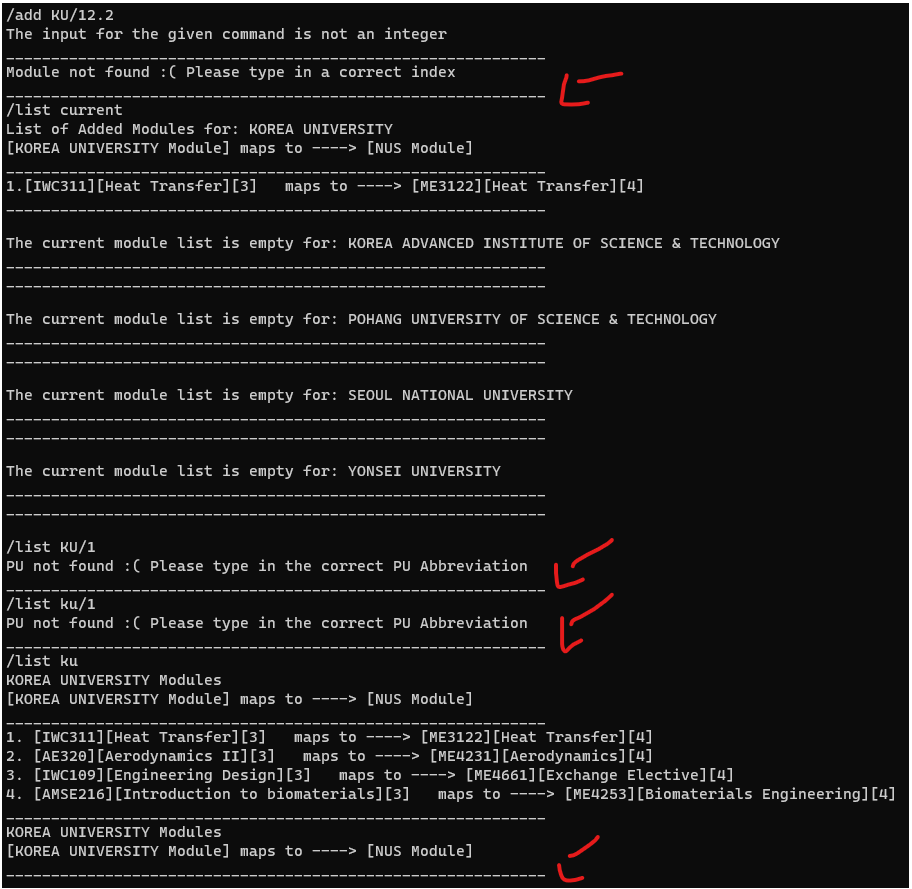 /add KU/12.2
The input for the given command is not an integer
____________________________________________________________
Module not found :( Please type in a correct index
____________________________________________________________
/list current
List of Added Modules for: KOREA UNIVERSITY
[KOREA UNIVERSITY Module] maps to ----> [NUS Module]
____________________________________________________________
1.[IWC311][Heat Transfer][3]   maps to ----> [ME3122][Heat Transfer][4]
____________________________________________________________
The current module list is empty for: KOREA ADVANCED INSTITUTE OF SCIENCE & TECHNOLOGY
____________________________________________________________
____________________________________________________________
The current module list is empty for: POHANG UNIVERSITY OF SCIENCE & TECHNOLOGY
____________________________________________________________
____________________________________________________________
The current module list is empty for: SEOUL NATIONAL UNIVERSITY
____________________________________________________________
____________________________________________________________
The current module list is empty for: YONSEI UNIVERSITY
____________________________________________________________
____________________________________________________________
/list KU/1
PU not found :( Please type in the correct PU Abbreviation
____________________________________________________________
/list ku/1
PU not found :( Please type in the correct PU Abbreviation
____________________________________________________________
/list ku
KOREA UNIVERSITY Modules
[KOREA UNIVERSITY Module] maps to ----> [NUS Module]
____________________________________________________________
1. [IWC311][Heat Transfer][3]   maps to ----> [ME3122][Heat Transfer][4]
2. [AE320][Aerodynamics II][3]   maps to ----> [ME4231][Aerodynamics][4]
3. [IWC109][Engineering Design][3]   maps to ----> [ME4661][Exchange Elective][4]
4. [AMSE216][Introduction to biomaterials][3]   maps to ----> [ME4253][Biomaterials Engineering][4]
____________________________________________________________
KOREA UNIVERSITY Modules
[KOREA UNIVERSITY Module] maps to ----> [NUS Module]
____________________________________________________________